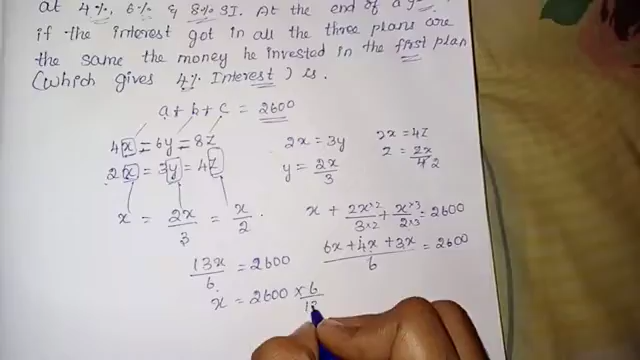 at 4%, 6% & 8% SI. At the end of a
if the interest got in all the three plans are
the same the money he invested in the first plan
(which gives 4% Interest) is.
a + b + c = 2600
4x = 6y = 8z
2x = 3y = 4z
x = 2x/3 = x/2.
2x = 3y
y = 2x/3
2x = 4z
z = 2x/4 2
x + 2x×2/3×2 + x×3/2×3 = 2600
6x + 4x + 3x/6 = 2600
13x/6 = 2600
x = 2600 × 6/13